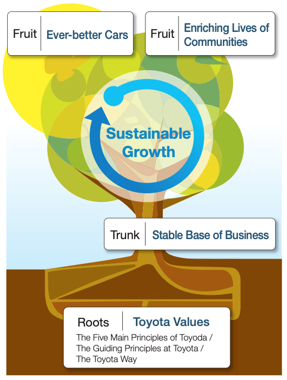 Fruit Ever-better Cars
Fruit Enriching Lives of
Communities
Sustainable
Growth
Trunk Stable Base of Business
Roots Toyota Values
The Five Main Principles of Toyoda /
The Guiding Principles at Toyota /
The Toyota Way